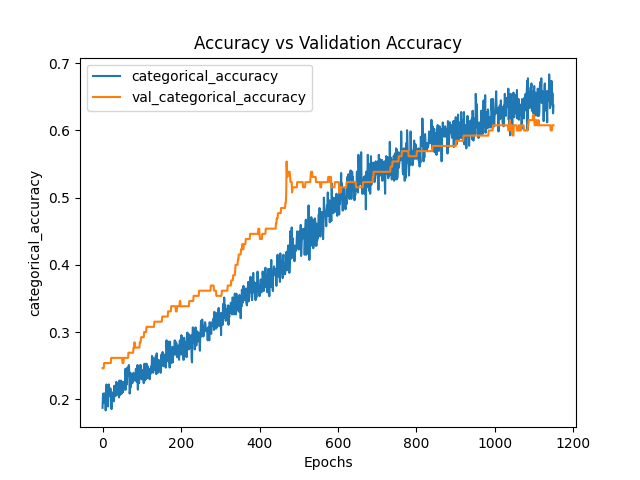 Accuracy vs Validation Accuracy
categorical_accuracy
val_categorical_accuracy
0.7
0.6
0.5
0.4
0.3
0.2
categorical_accuracy
0 200 400 600 800 1000 1200
Epochs